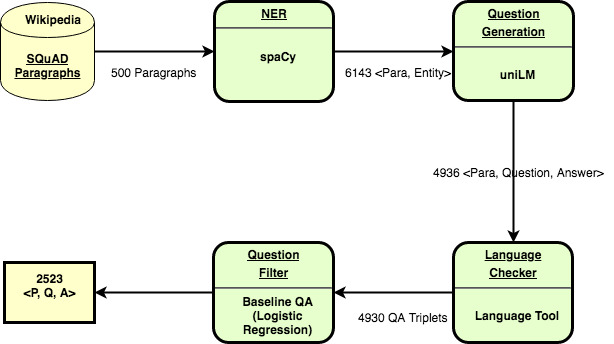 Wikipedia
SQuAD
Paragraphs
500 Paragraphs
NER
spaCy
6143 <Para, Entity>
Question
Generation
uniLM
4936 <Para, Question, Answer>
Language
Checker
Language Tool
4930 QA Triplets
Question
Filter
Baseline QA
(Logistic
Regression)
2523
<P, Q, A>